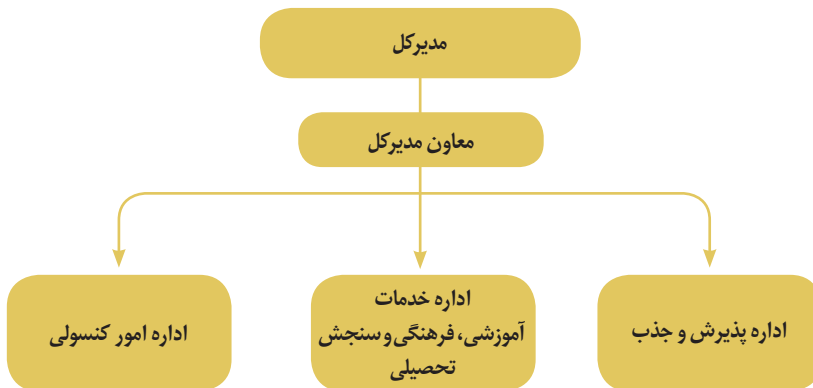 مدیرکل
معاون مدیرکل
اداره پذیرش و جذب
اداره خدمات
آموزشی، فرهنگی و سنجش
تحصیلی
اداره امور کنسولی